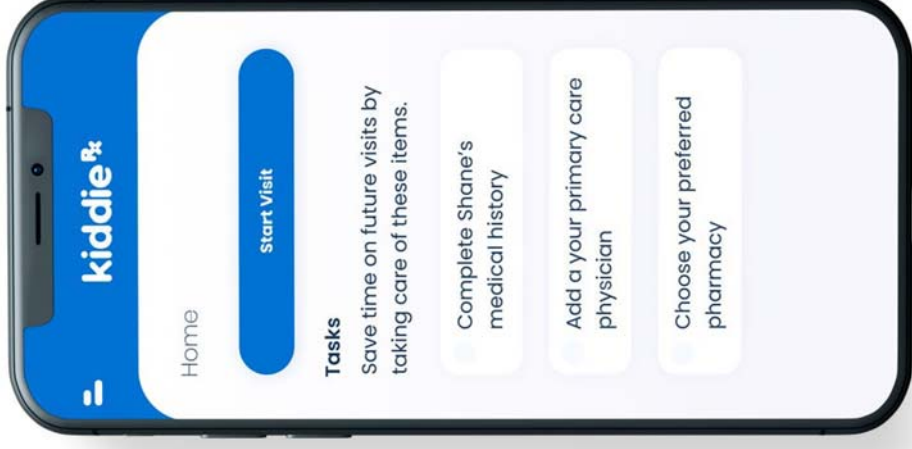 kiddieRx
Home
Start Visit
Tasks
Save time on future visits by
taking care of these items.
Complete Shane's
medical history
Add a your primary care
physician
Choose your preferred
pharmacy